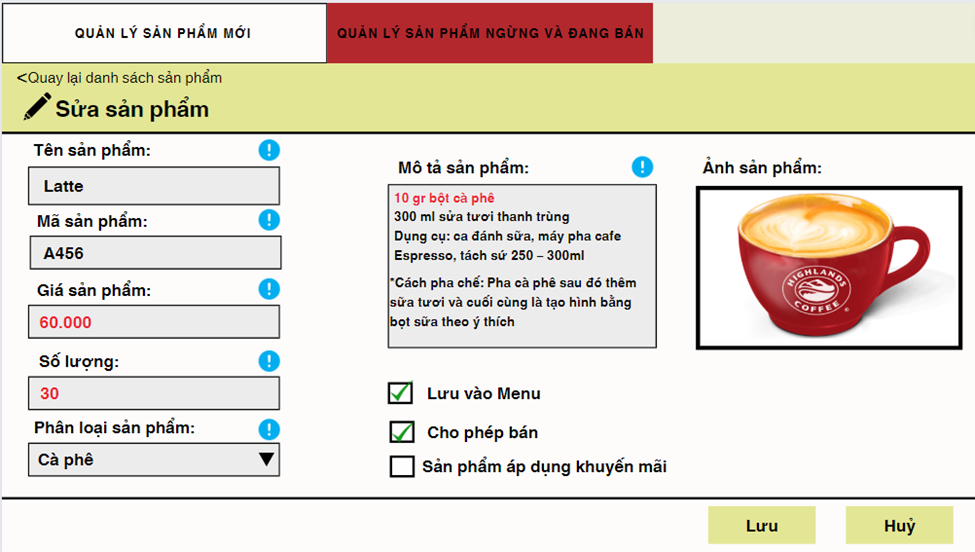 QUẢN LÝ SẢN PHẨM MỚI
QUẢN LÝ SẢN PHẨM NGỪNG VÀ ĐANG BÁN
<Quay lại danh sách sản phẩm
Sửa sản phẩm
Tên sản phẩm:
Latte
Mã sản phẩm:
A456
Giá sản phẩm:
60.000
Số lượng:
30
Phân loại sản phẩm:
Cà phê
Mô tả sản phẩm:
10 gr bột cà phê
300 ml sửa tươi thanh trùng
Dụng cụ: ca đánh sữa, máy pha cafe
Espresso, tách sứ 250 – 300ml
*Cách pha chế: Pha cà phê sau đó thêm
sữa tươi và cuối cùng là tạo hình bằng
bọt sữa theo ý thích
Lưu vào Menu
Cho phép bán
Sản phẩm áp dụng khuyến mãi
Ảnh sản phẩm:
HIGHLANDS
COFFEE
Lưu
Huỷ